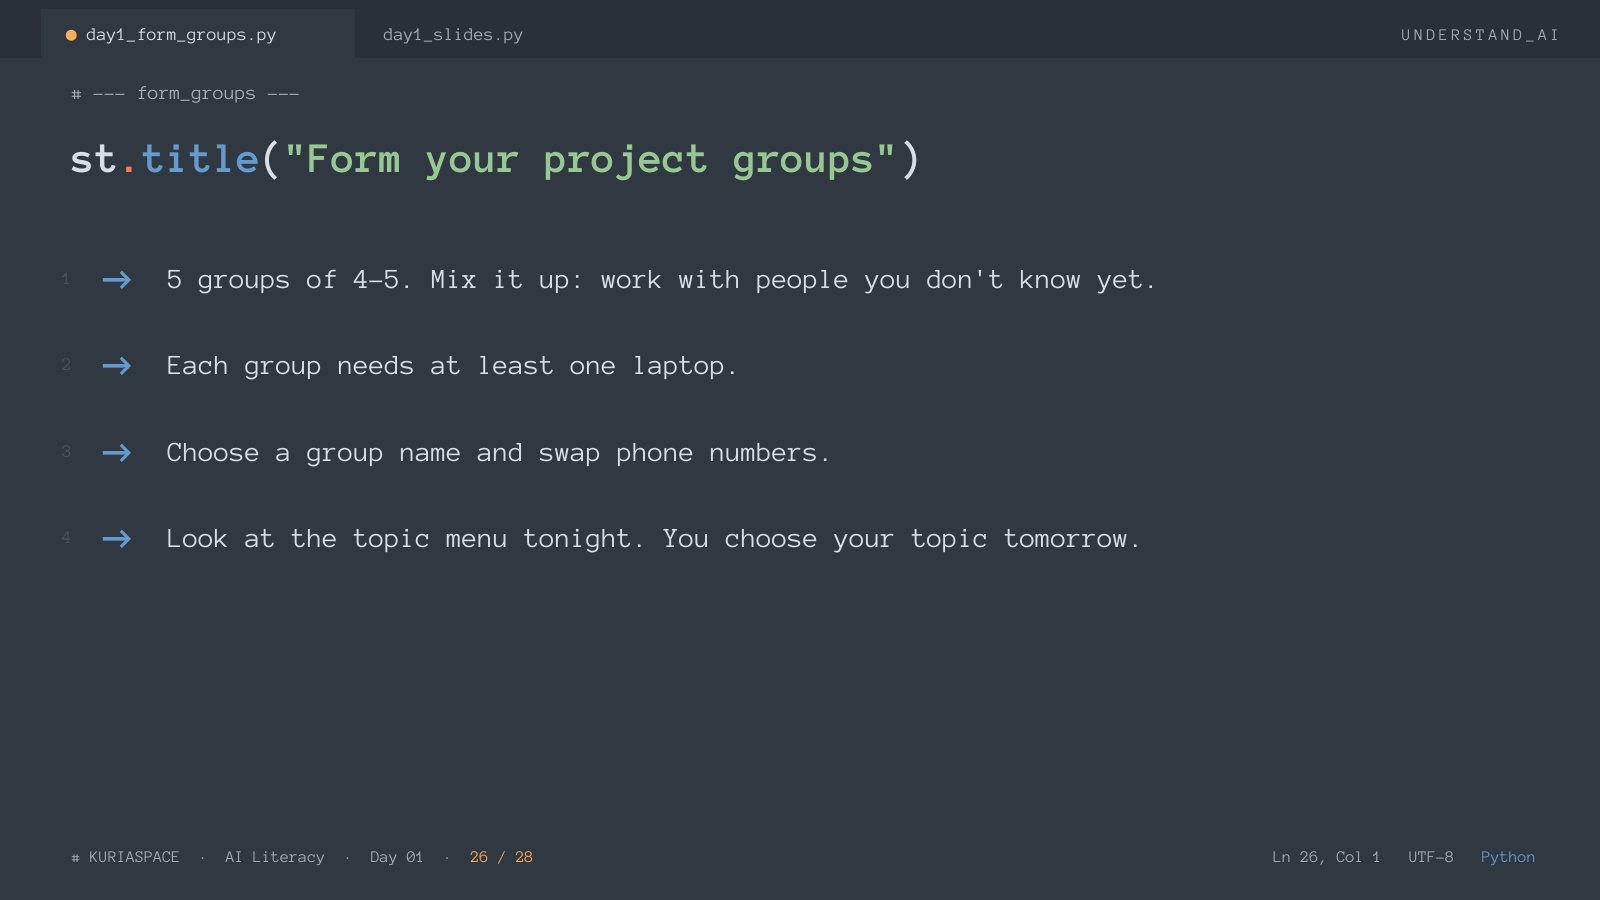 day1_form_groups.py
day1_slides.py
UNDERSTAND_AI
# --- form_groups ---
st.title("Form your project groups")
1 → 5 groups of 4-5. Mix it up: work with people you don't know yet.
2 → Each group needs at least one laptop.
3 → Choose a group name and swap phone numbers.
4 → Look at the topic menu tonight. You choose your topic tomorrow.
# KURIASPACE · AI Literacy · Day 01 · 26 / 28
Ln 26, Col 1 UTF-8 Python